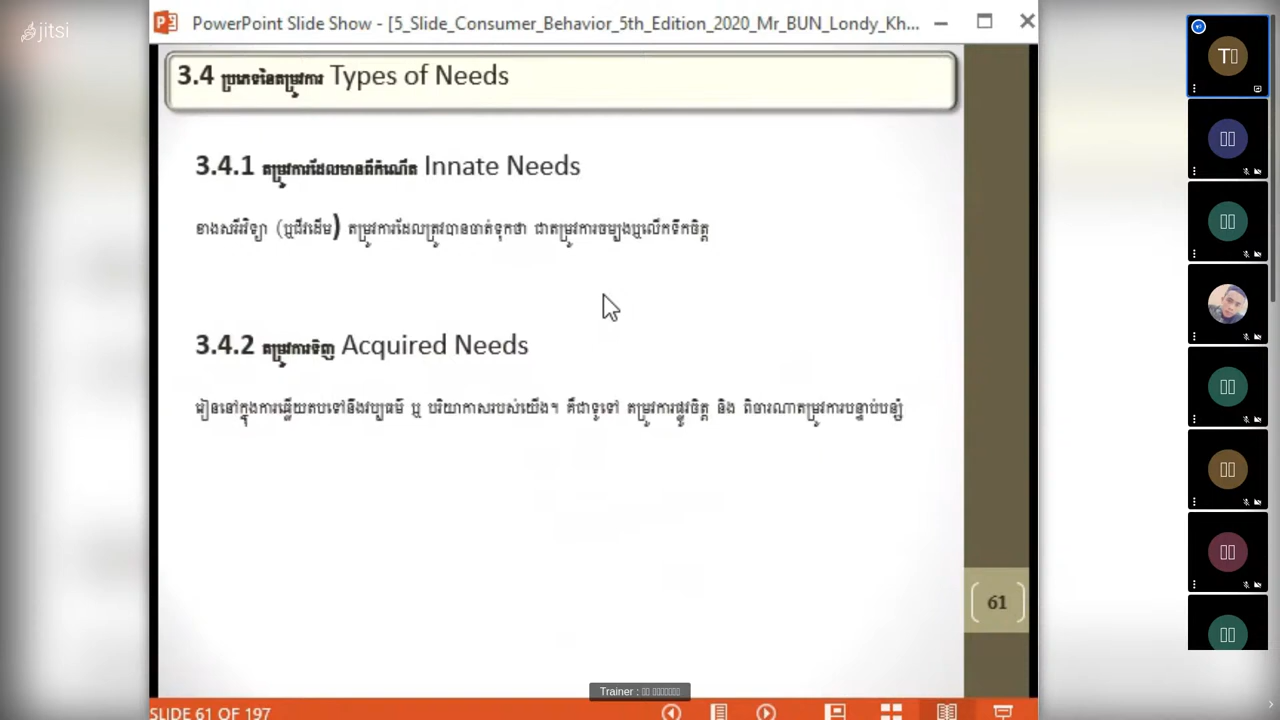 jitsi
PowerPoint Slide Show - [5_Slide_Consumer_Behavior_5th_Edition_2020_Mr_BUN_Londy_Kh...
3.4 ប្រភេទនៃតម្រូវការ Types of Needs
3.4.1 តម្រូវការដែលមានពីកំណើត Innate Needs
ខាងសរីរវិទ្យា (ឬជីវដើម) តម្រូវការដែលត្រូវបានចាត់ទុកថា ជាតម្រូវការចម្បងឬលើកទឹកចិត្ត
3.4.2 តម្រូវការទិញ Acquired Needs
រៀននៅក្នុងការឆ្លើយតបទៅនឹងវប្បធម៌ ឬ បរិយាកាសរបស់យើង។ គឺជាទូទៅ តម្រូវការផ្លូវចិត្ត និង ពិចារណាតម្រូវការបន្ទាប់បន្សំ
61
Trainer :
SLIDE 61 OF 197